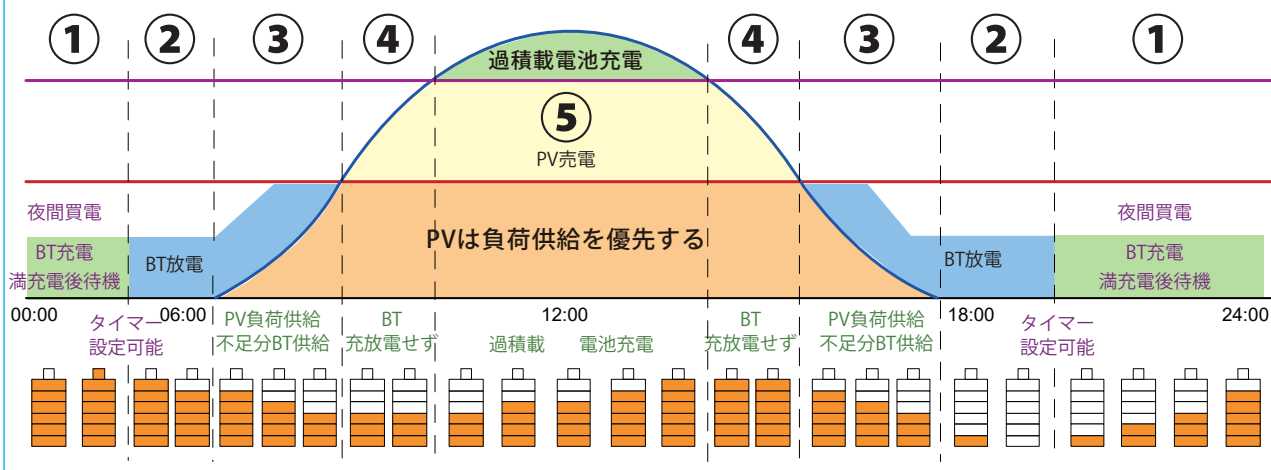 ① ② ③ ④ ④ ③ ② ①
過積載電池充電
⑤
PV売電
夜間買電
夜間買電
PVは負荷供給を優先する
BT充電
満充電後待機
BT放電
BT放電
BT充電
満充電後待機
00:00
06:00
12:00
18:00
24:00
タイマー
設定可能
PV負荷供給
不足分BT供給
BT
充放電せず
過積載 電池充電
BT
充放電せず
PV負荷供給
不足分BT供給
タイマー
設定可能